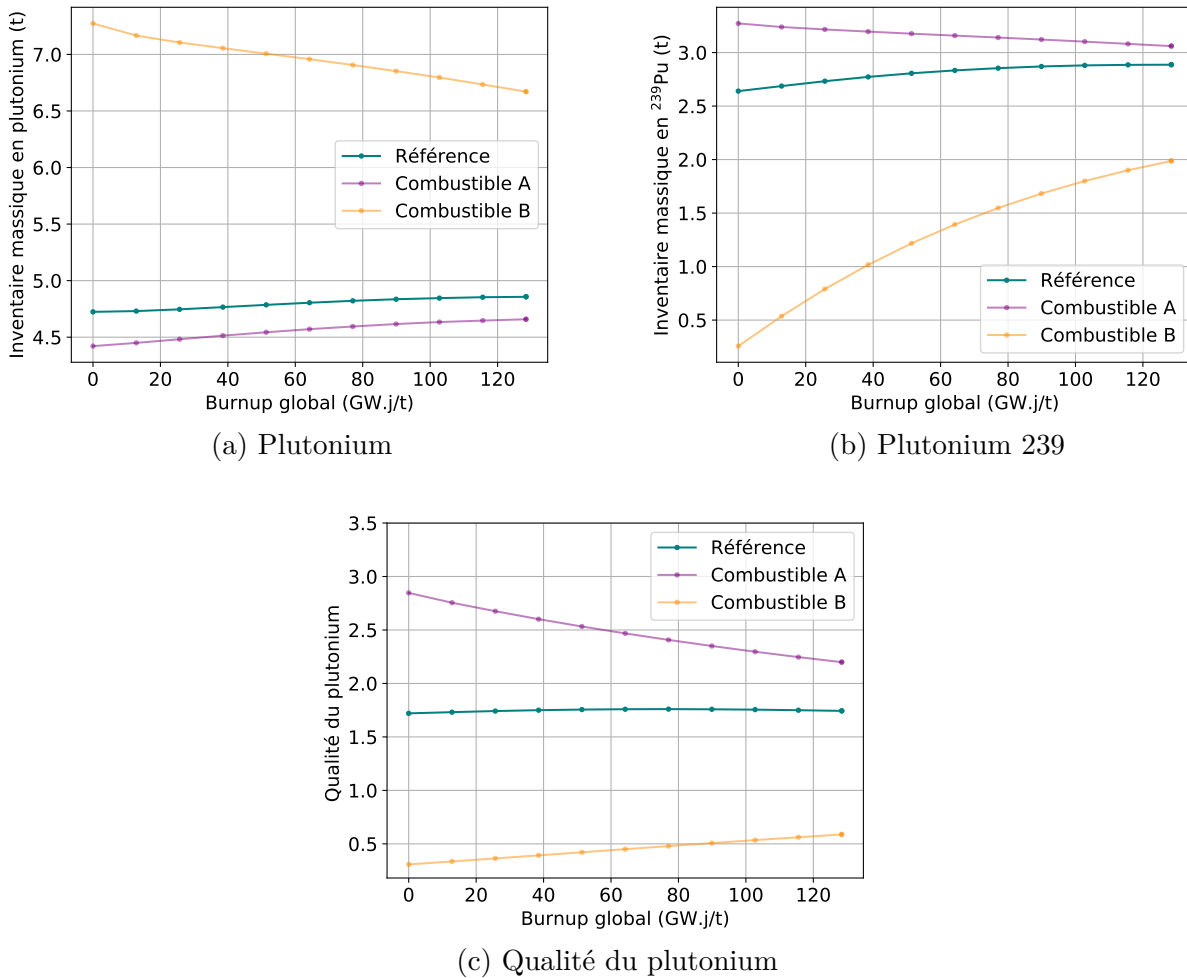 Inventaire massique en plutonium (t)
7.0
6.5
6.0
5.5
5.0
4.5
0 20 40 60 80 100 120
Burnup global (GW.j/t)
Référence
Combustible A
Combustible B
(a) Plutonium
Inventaire massique en ²³⁹Pu (t)
3.0
2.5
2.0
1.5
1.0
0.5
0 20 40 60 80 100 120
Burnup global (GW.j/t)
Référence
Combustible A
Combustible B
(b) Plutonium 239
Qualité du plutonium
3.5
3.0
2.5
2.0
1.5
1.0
0.5
0 20 40 60 80 100 120
Burnup global (GW.j/t)
Référence
Combustible A
Combustible B
(c) Qualité du plutonium